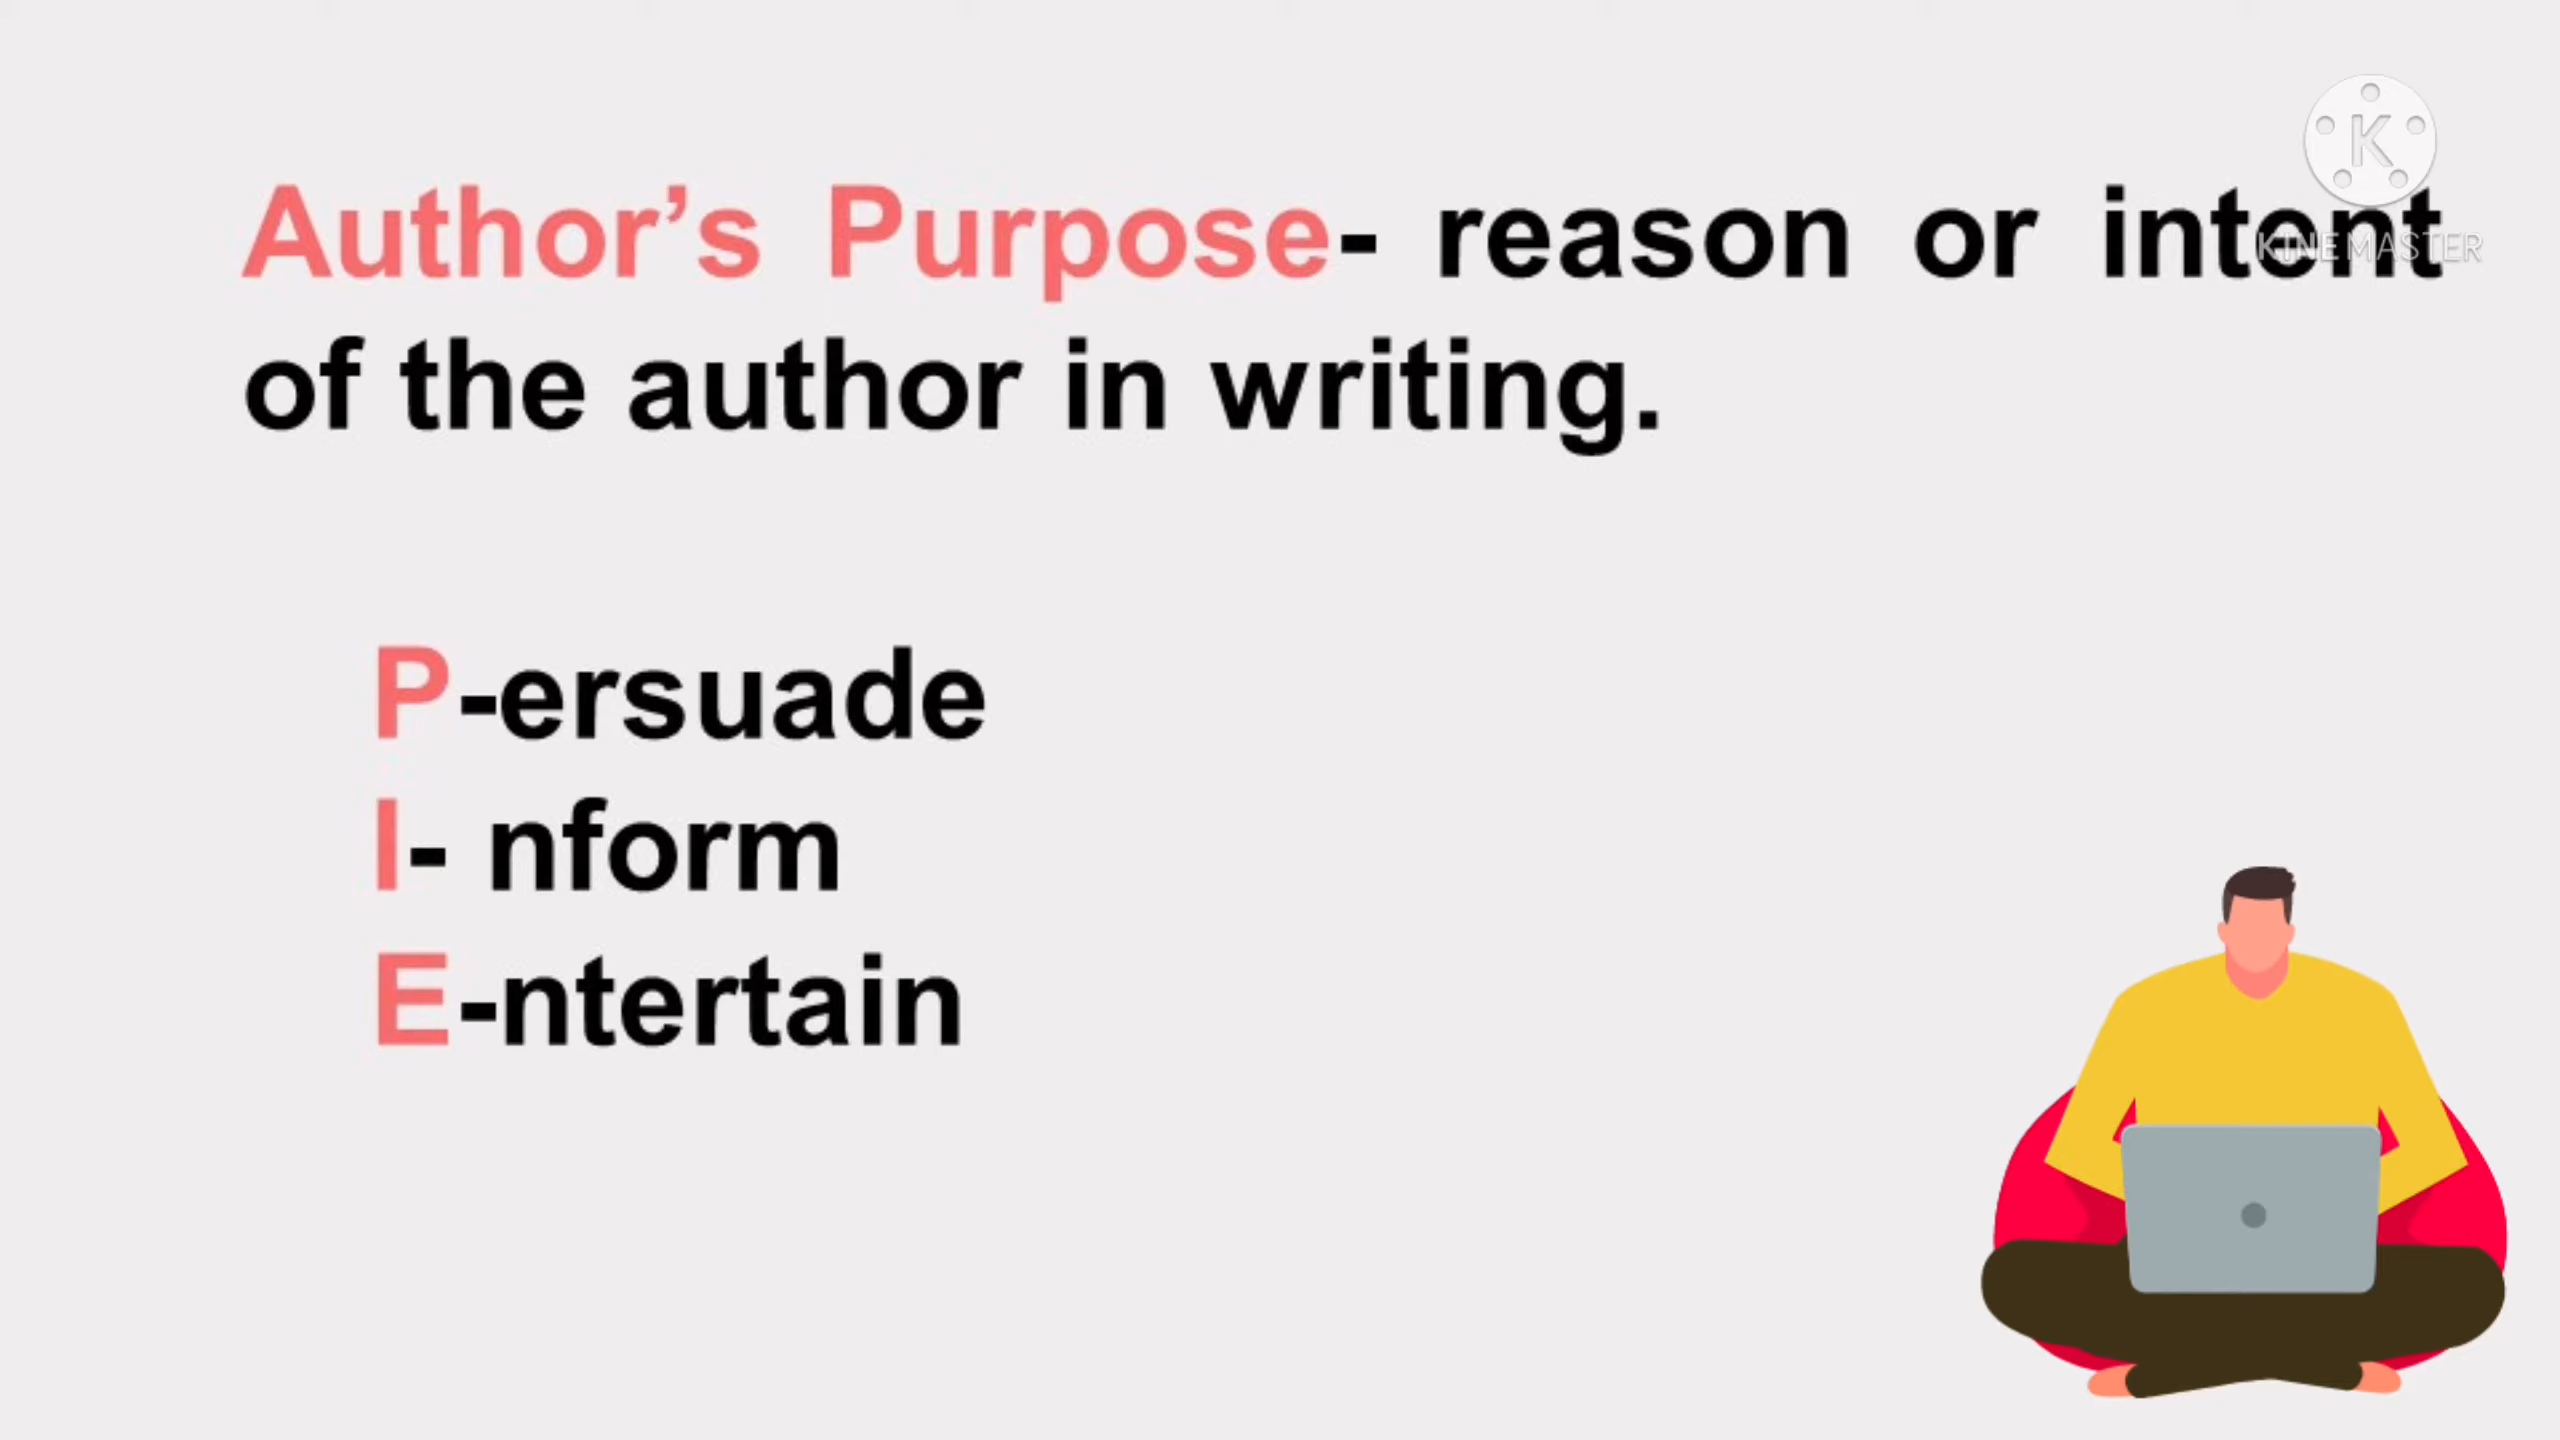 Author’s Purpose- reason or intent
of the author in writing.
P-ersuade
I- nform
E-ntertain
K
KINEMASTER